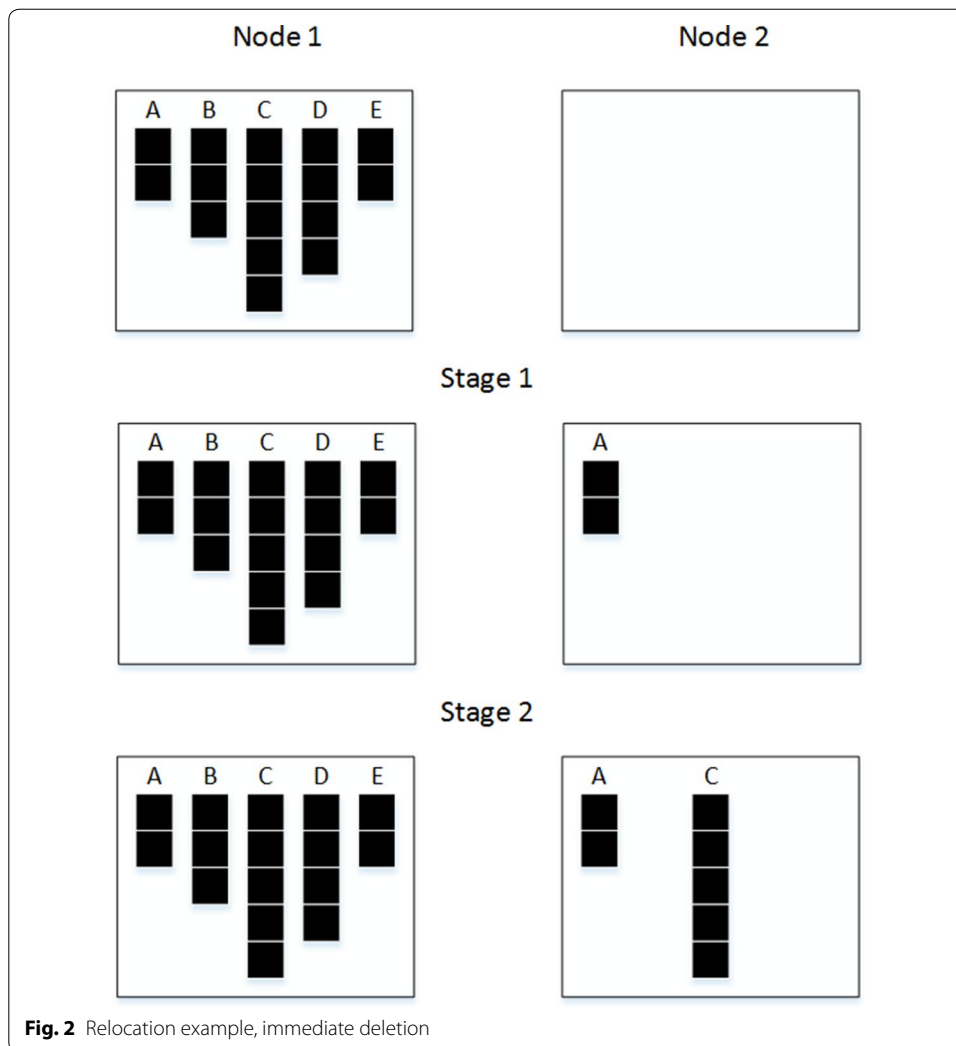 Node 1 Node 2
A B C D E
Stage 1
A B C D E A
Stage 2
A B C D E A C
Fig. 2 Relocation example, immediate deletion